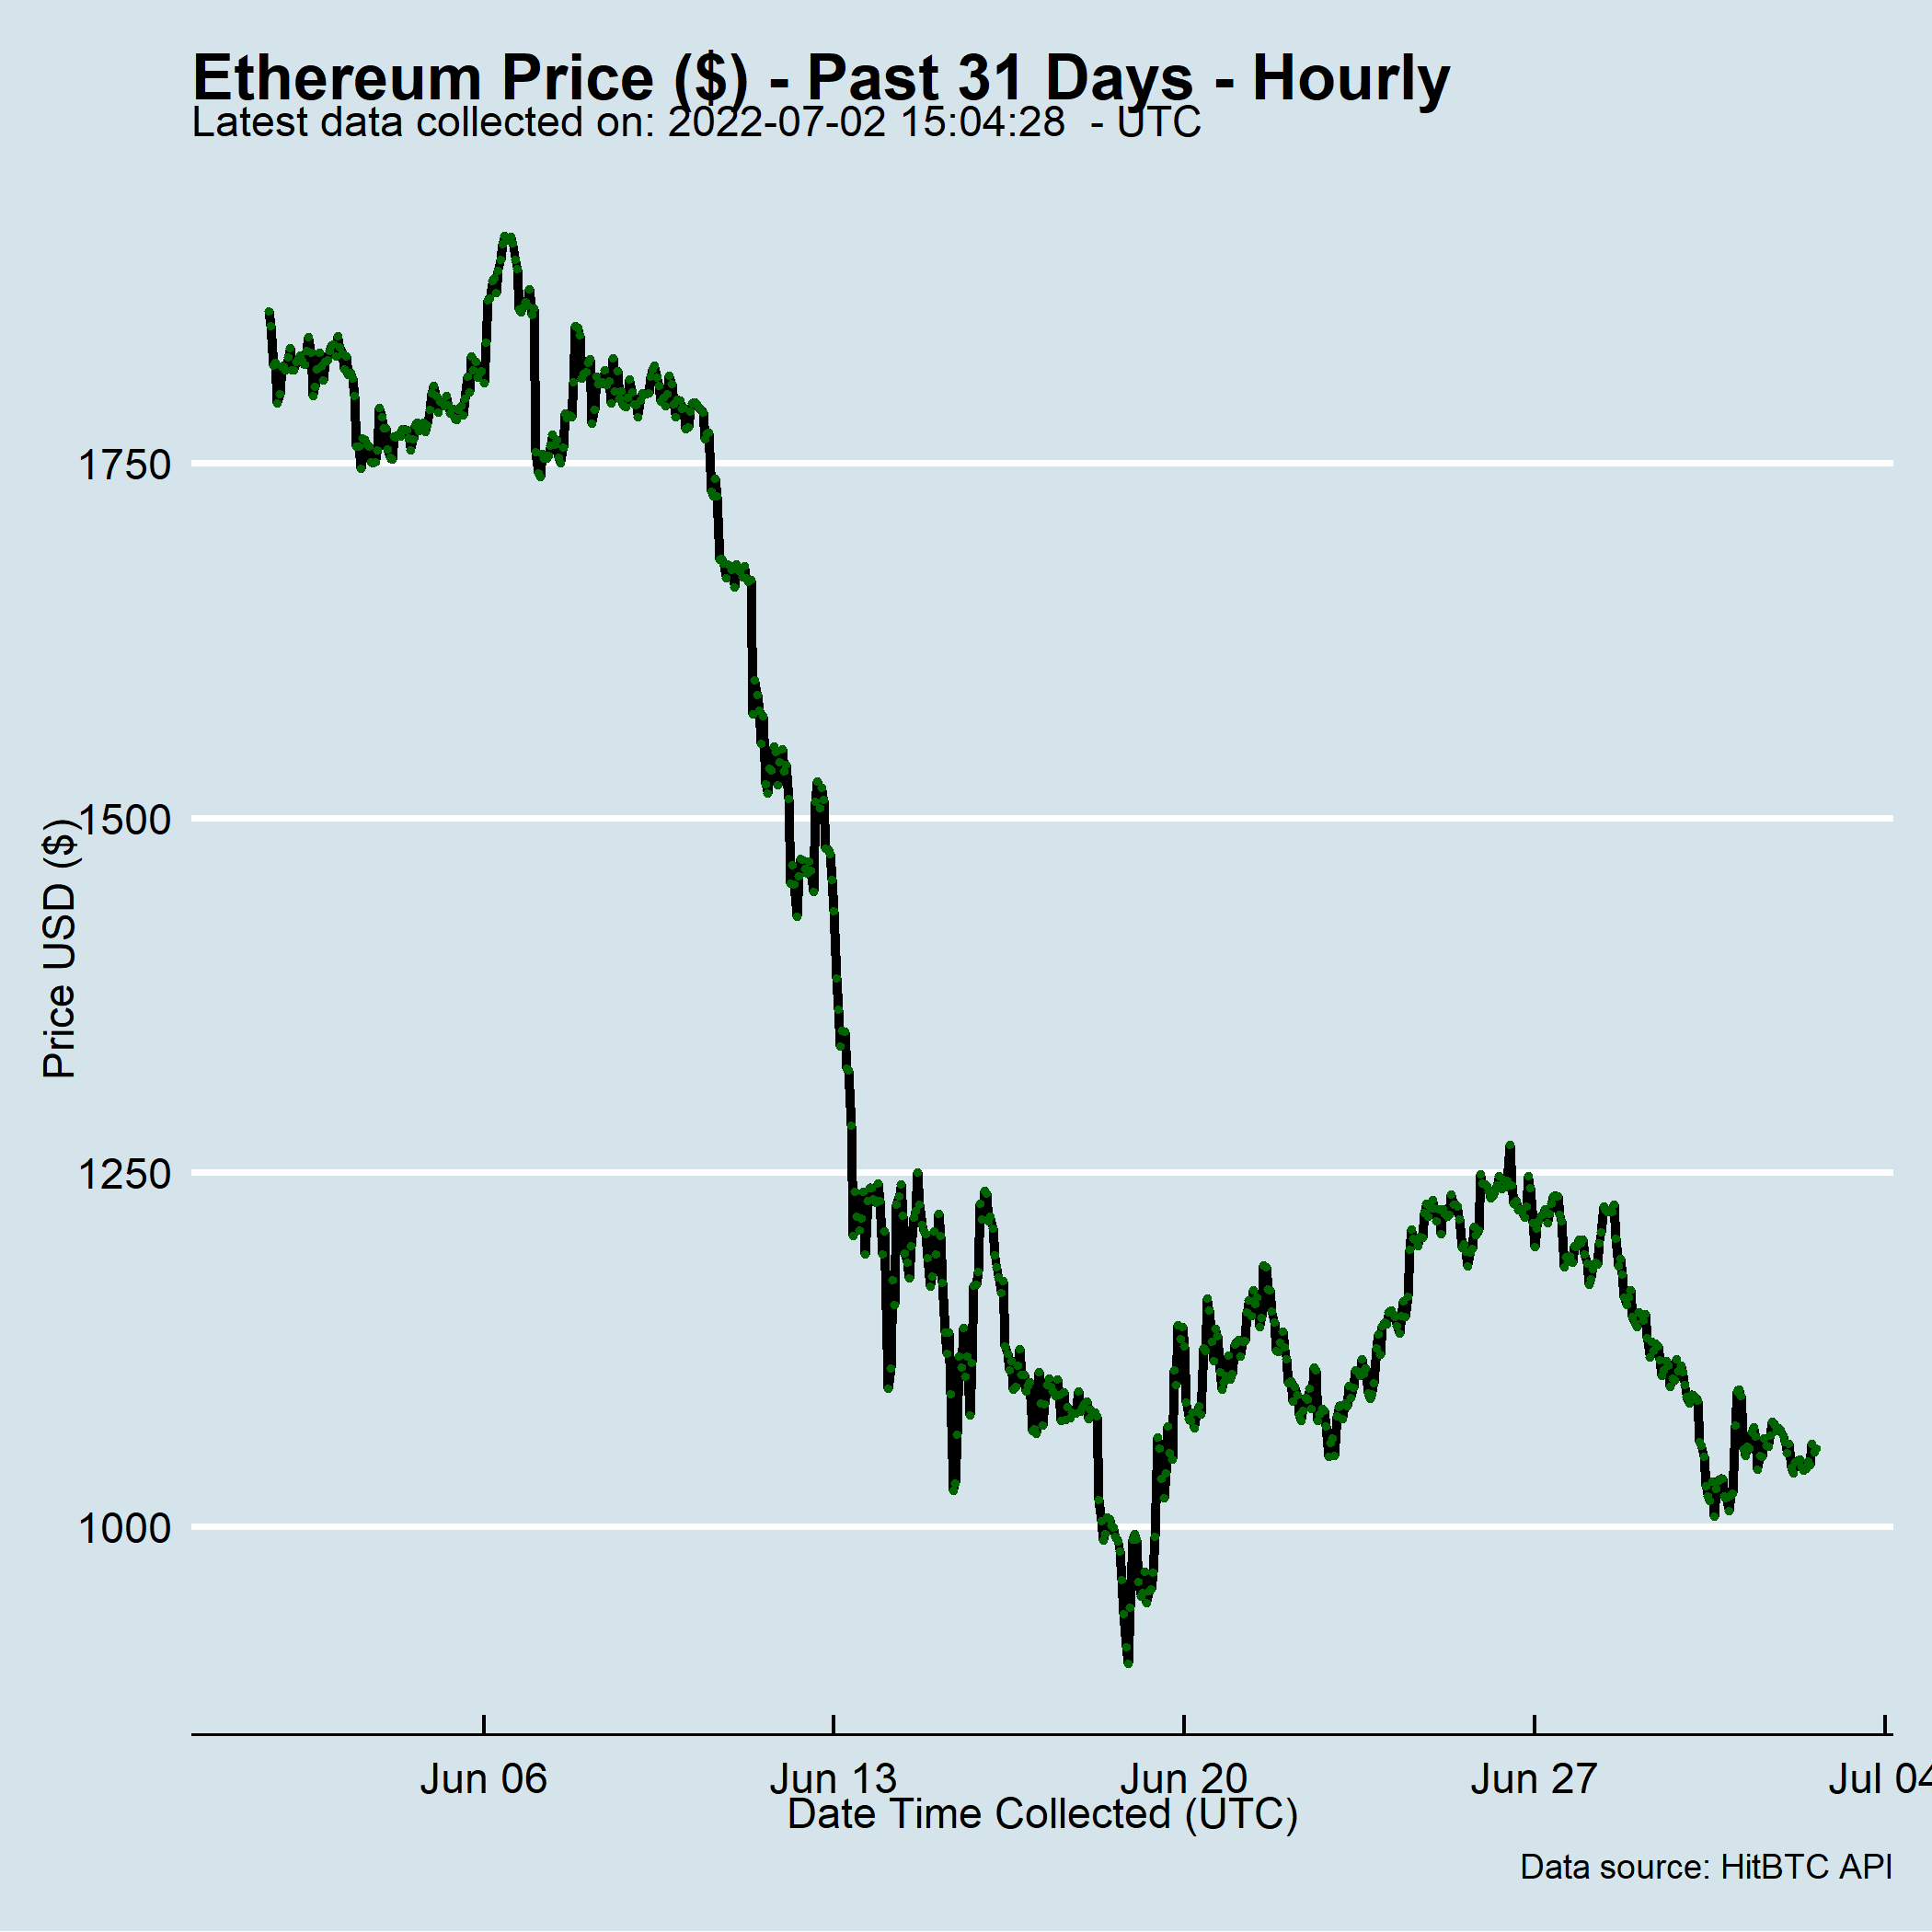 Ethereum Price ($) - Past 31 Days - Hourly
Latest data collected on: 2022-07-02 15:04:28  - UTC
1750
1500
1250
1000
Price USD ($)
Jun 06
Jun 13
Jun 20
Jun 27
Jul 04
Date Time Collected (UTC)
Data source: HitBTC API